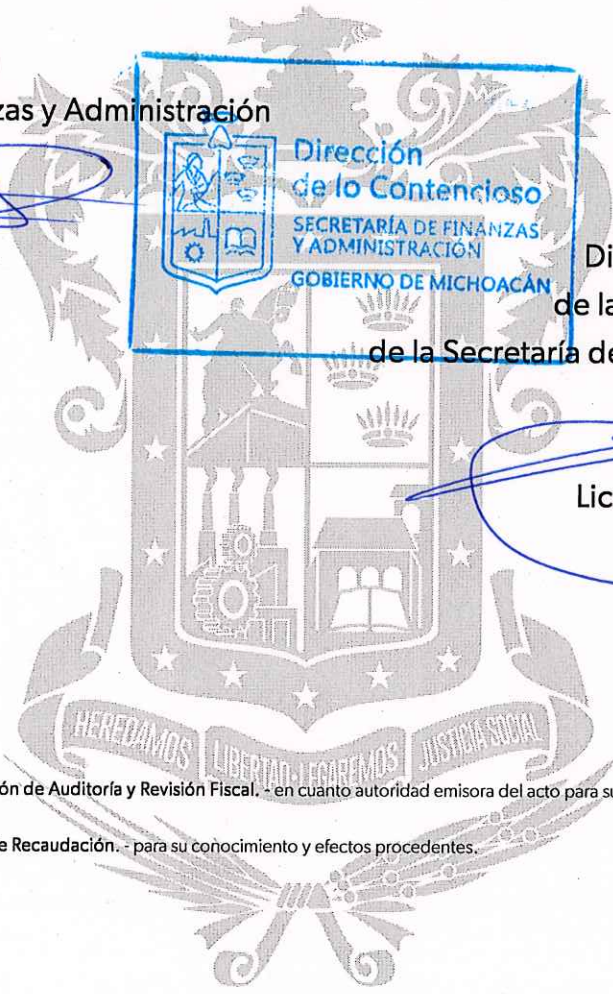 zas y Administración
Dirección
de lo Contencioso
SECRETARÍA DE FINANZAS
Y ADMINISTRACIÓN
GOBIERNO DE MICHOACÁN
Di
de la
de la Secretaría de
Lic
HEREDAMOS LIBERTAD·LEGAREMOS JUSTICIA SOCIAL
ón de Auditoría y Revisión Fiscal. - en cuanto autoridad emisora del acto para su
e Recaudación. - para su conocimiento y efectos procedentes.